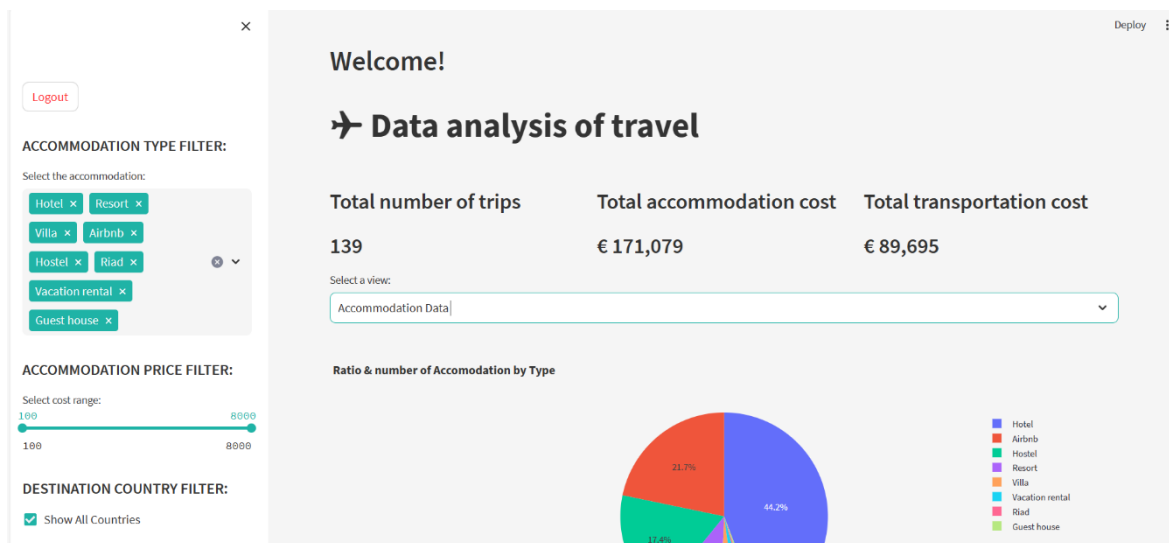 Deploy
Logout
ACCOMMODATION TYPE FILTER:
Select the accommodation:
Hotel × Resort ×
Villa × Airbnb ×
Hostel × Riad ×
Vacation rental ×
Guest house ×
ACCOMMODATION PRICE FILTER:
Select cost range:
100 8000
100 8000
DESTINATION COUNTRY FILTER:
Show All Countries
Welcome!
Data analysis of travel
Total number of trips
139
Total accommodation cost
€ 171,079
Total transportation cost
€ 89,695
Select a view:
Accommodation Data
Ratio & number of Accomodation by Type
21.7%
44.2%
17.4%
Hotel
Airbnb
Hostel
Resort
Villa
Vacation rental
Riad
Guest house